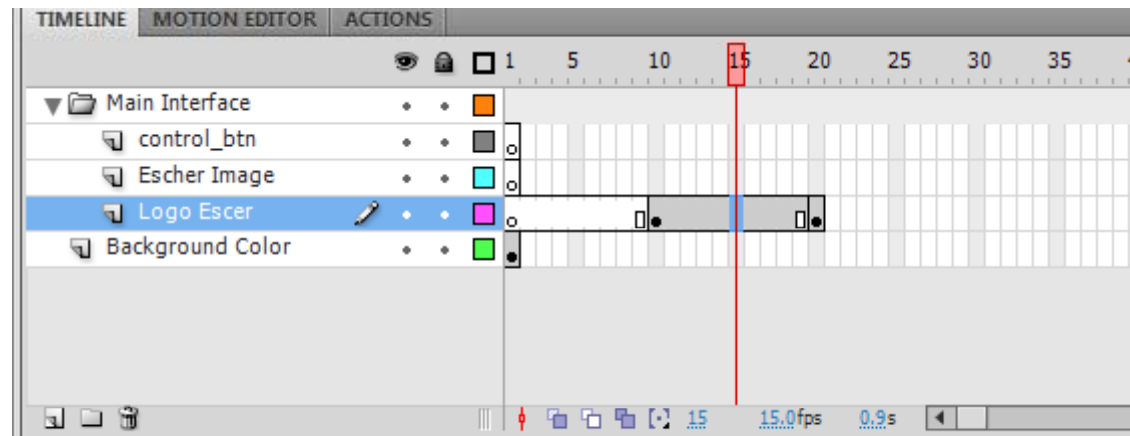 TIMELINE MOTION EDITOR ACTIONS
1 5 10 15 20 25 30 35
Main Interface
control_btn
Escher Image
Logo Escer
Background Color
15 15.0fps 0.9s